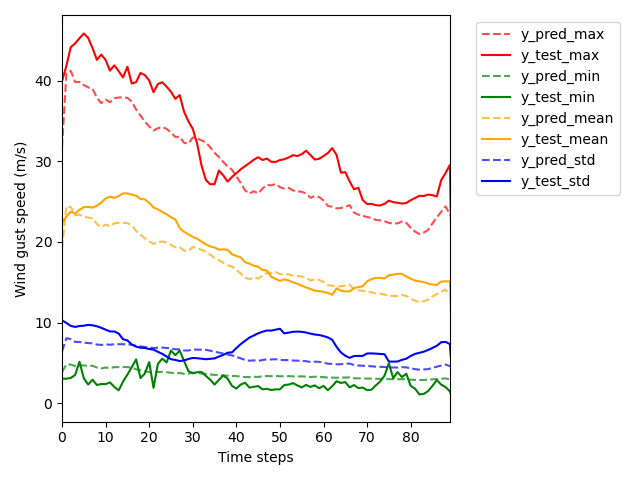 Wind gust speed (m/s)
40
30
20
10
0
0 10 20 30 40 50 60 70 80
Time steps
y_pred_max
y_test_max
y_pred_min
y_test_min
y_pred_mean
y_test_mean
y_pred_std
y_test_std